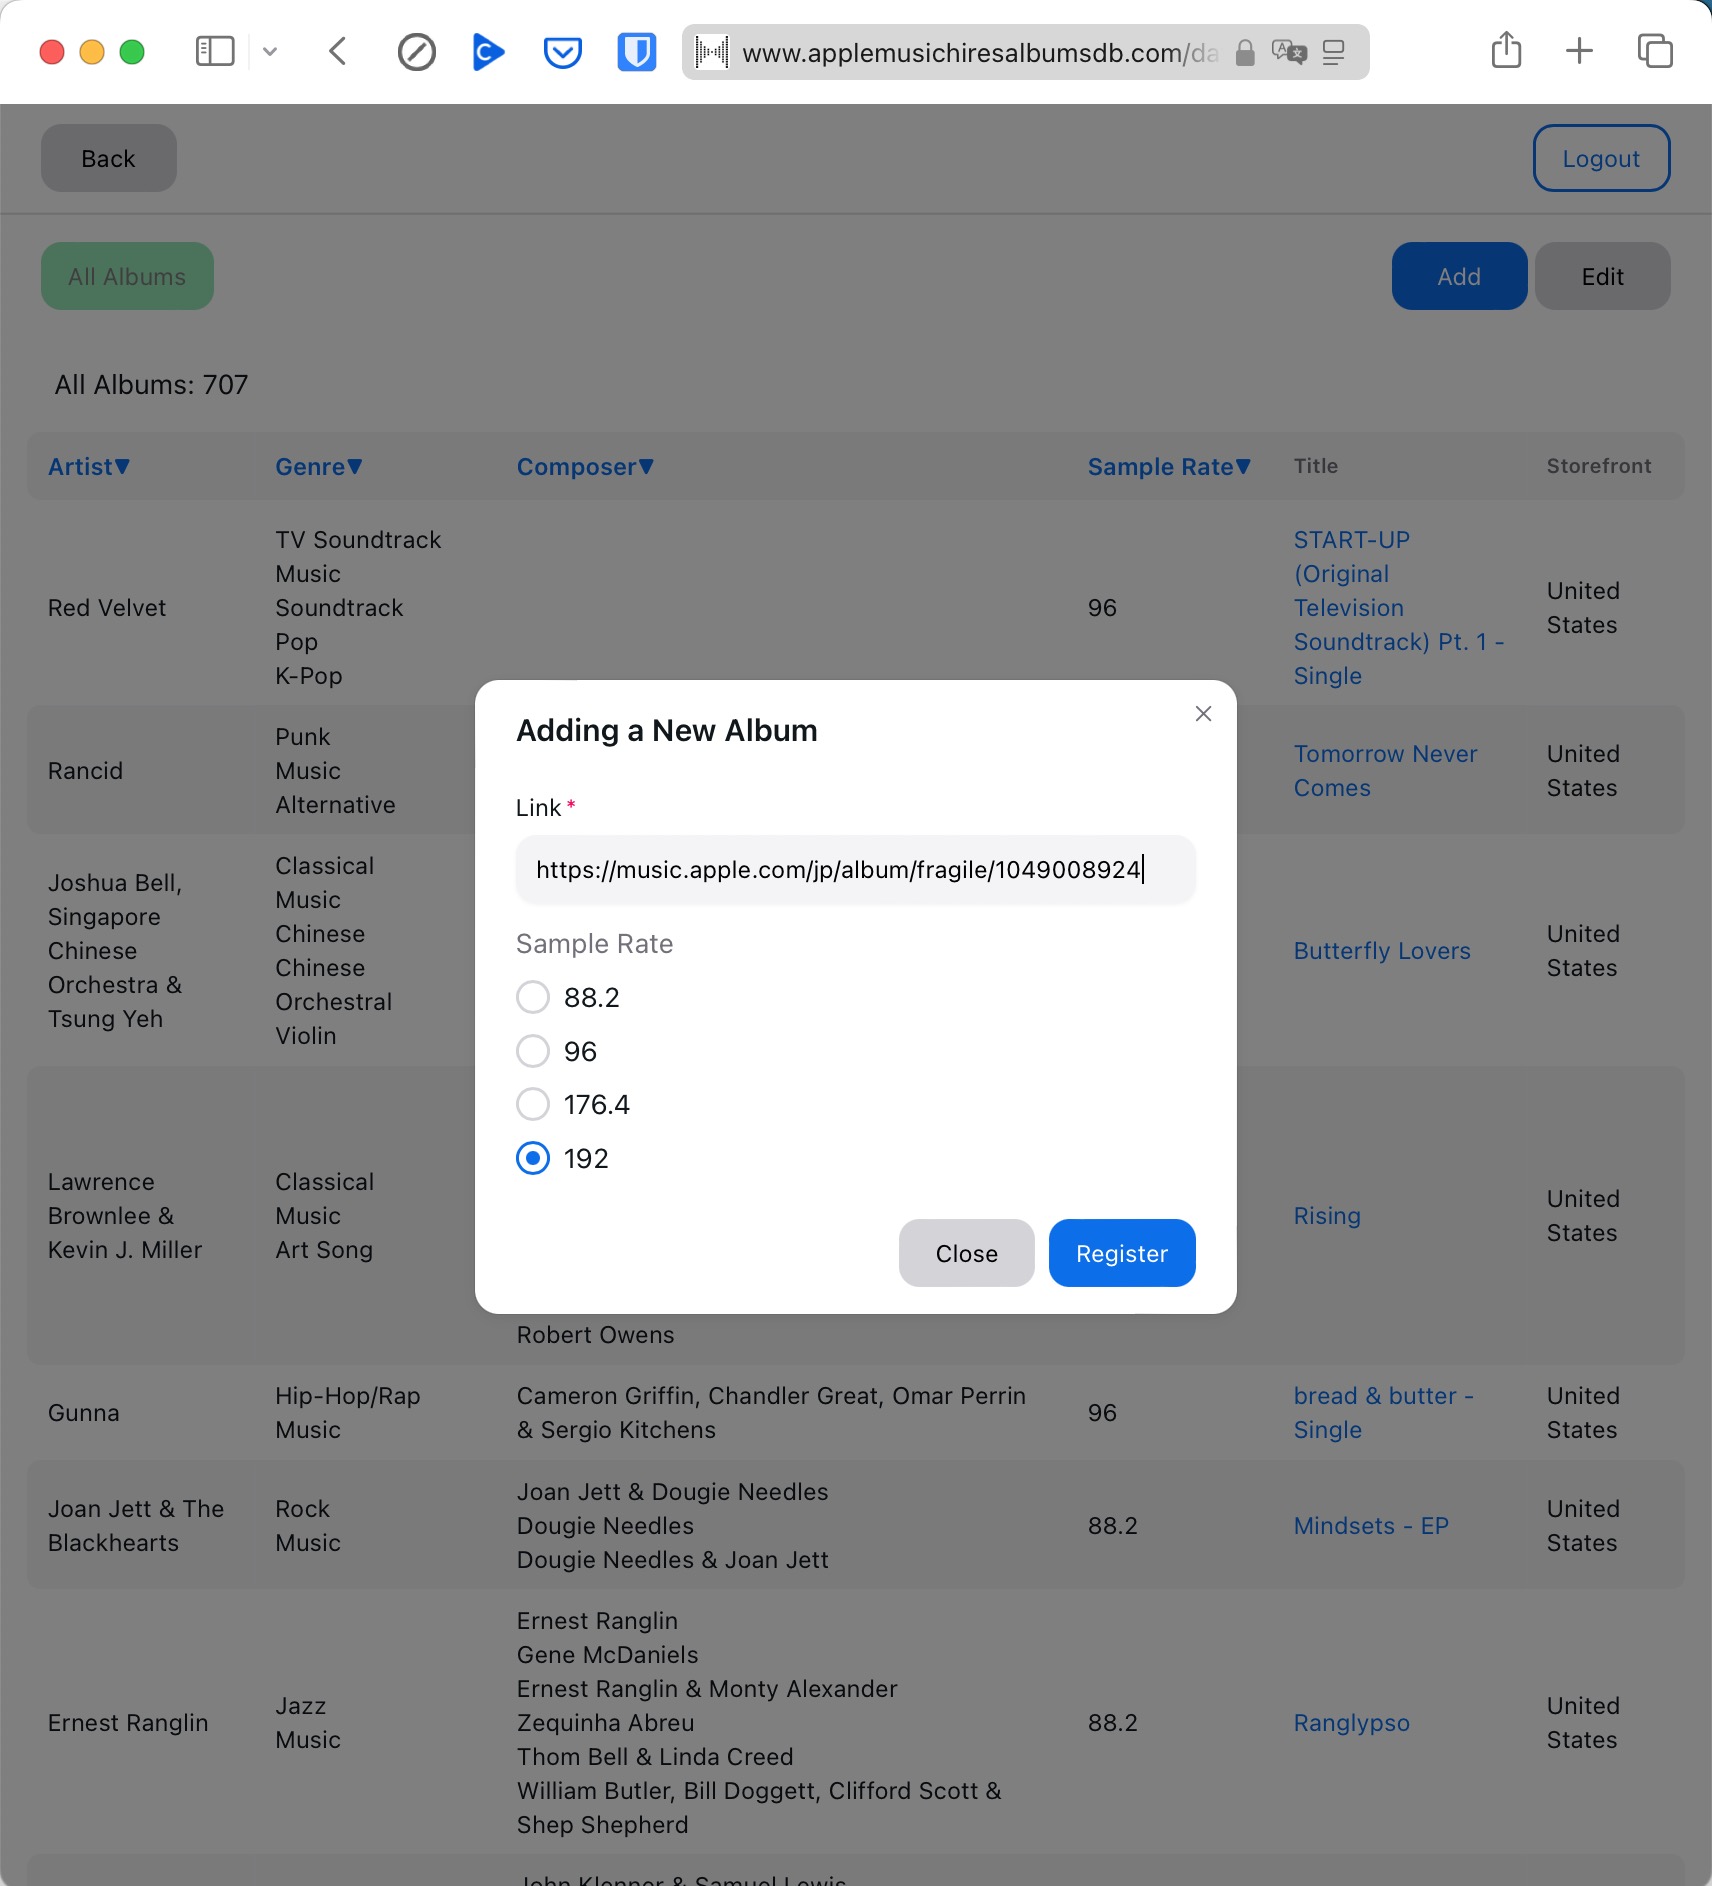 www.applemusichiresalbumsdb.com/da
Back
Logout
All Albums
Add
Edit
All Albums: 707
Artist▼
Genre▼
Composer▼
Sample Rate▼
Title
Storefront
Red Velvet
TV Soundtrack
Music
Soundtrack
Pop
K-Pop
96
START-UP
(Original
Television
Soundtrack) Pt. 1 -
Single
United
States
Rancid
Punk
Music
Alternative
Tomorrow Never
Comes
United
States
Joshua Bell,
Singapore
Chinese
Orchestra &
Tsung Yeh
Classical
Music
Chinese
Chinese
Orchestral
Violin
Butterfly Lovers
United
States
Lawrence
Brownlee &
Kevin J. Miller
Classical
Music
Art Song
Robert Owens
Rising
United
States
Adding a New Album
Link *
https://music.apple.com/jp/album/fragile/1049008924
Sample Rate
88.2
96
176.4
192
Close
Register
Gunna
Hip-Hop/Rap
Music
Cameron Griffin, Chandler Great, Omar Perrin
& Sergio Kitchens
96
bread & butter -
Single
United
States
Joan Jett & The
Blackhearts
Rock
Music
Joan Jett & Dougie Needles
Dougie Needles
Dougie Needles & Joan Jett
88.2
Mindsets - EP
United
States
Ernest Ranglin
Jazz
Music
Ernest Ranglin
Gene McDaniels
Ernest Ranglin & Monty Alexander
Zequinha Abreu
Thom Bell & Linda Creed
William Butler, Bill Doggett, Clifford Scott &
Shep Shepherd
88.2
Ranglypso
United
States
John Klenner & Samuel Lewis